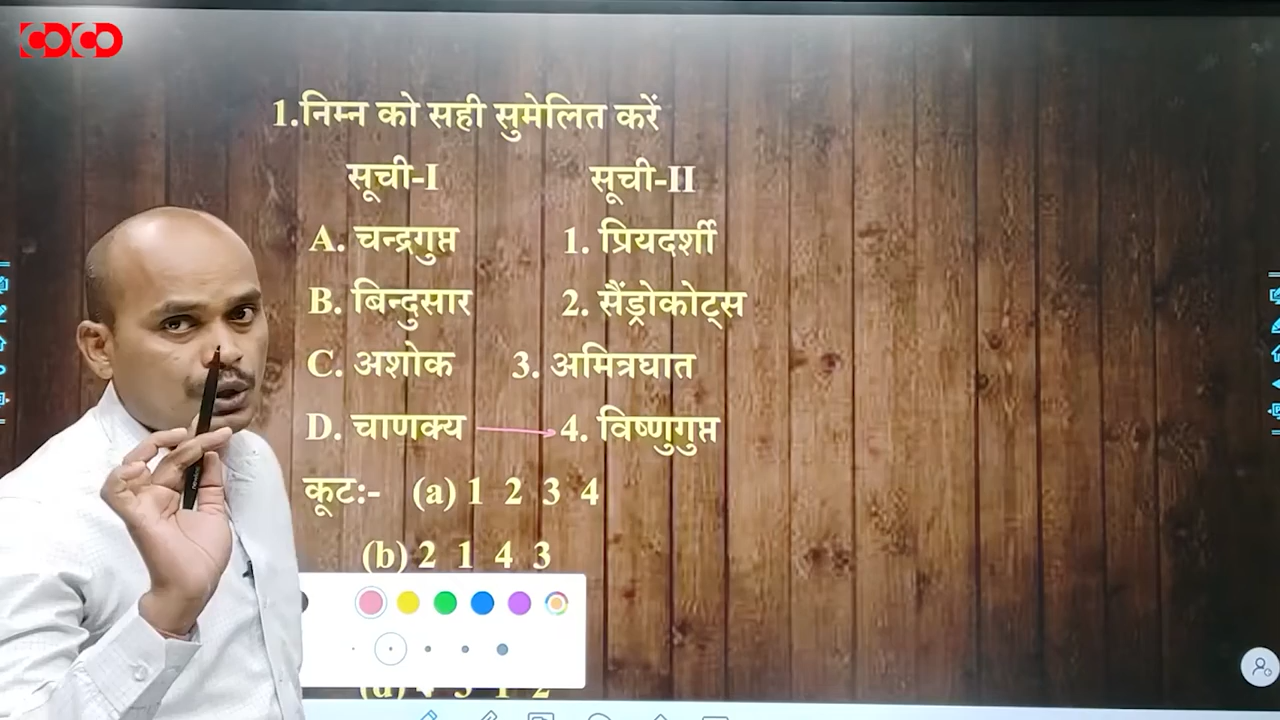 1.निम्न को सही सुमेलित करें
सूची-I सूची-II
A. चन्द्रगुप्त 1. प्रियदर्शी
B. बिन्दुसार 2. सैंड्रोकोट्स
C. अशोक 3. अमित्रघात
D. चाणक्य 4. विष्णुगुप्त
कूटः- (a) 1 2 3 4
(b) 2 1 4 3